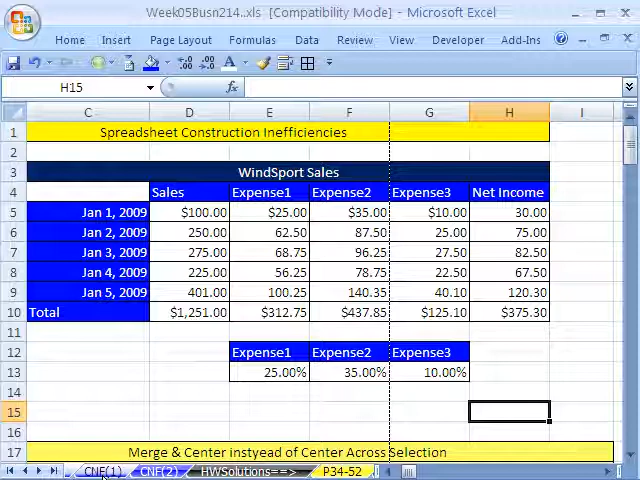 Week05Busn214..xls [Compatibility Mode] - Microsoft Excel
Home Insert Page Layout Formulas Data Review View Developer Add-Ins
H15 fx
C D E F G H I
1 Spreadsheet Construction Inefficiencies
2
3 WindSport Sales
4 Sales Expense1 Expense2 Expense3 Net Income
5 Jan 1, 2009 $100.00 $25.00 $35.00 $10.00 30.00
6 Jan 2, 2009 250.00 62.50 87.50 25.00 75.00
7 Jan 3, 2009 275.00 68.75 96.25 27.50 82.50
8 Jan 4, 2009 225.00 56.25 78.75 22.50 67.50
9 Jan 5, 2009 401.00 100.25 140.35 40.10 120.30
10 Total $1,251.00 $312.75 $437.85 $125.10 $375.30
11
12 Expense1 Expense2 Expense3
13 25.00% 35.00% 10.00%
14
15
16
17 Merge & Center instyead of Center Across Selection
CNF(1) CNF(2) HWSolutions==> P34-52